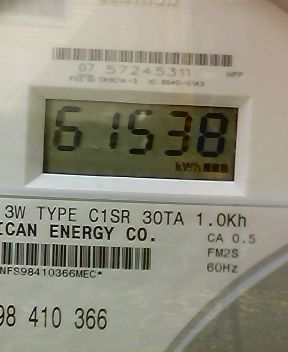 07 57245311
61538
kWh
3W TYPE C1SR 30TA 1.0Kh
ICAN ENERGY CO.
CA 0.5
FM2S
60Hz
NFS98410366MEC*
98 410 366